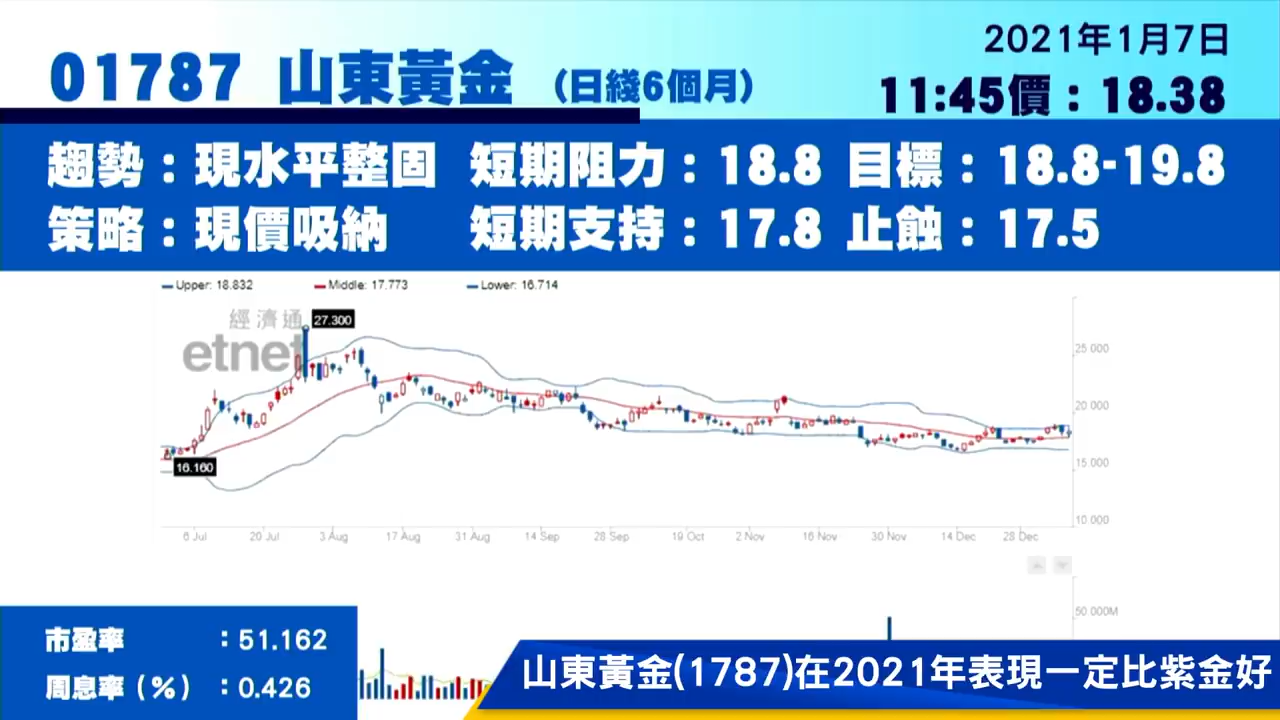 2021年1月7日
01787 山東黃金 (日綫6個月)
11:45價：18.38
趨勢：現水平整固 短期阻力：18.8 目標：18.8-19.8
策略：現價吸納 短期支持：17.8 止蝕：17.5
Upper: 18.832 Middle: 17.773 Lower: 16.714
經濟通
etnet
27.300
25 000
20 000
16.160
15 000
10.000
6 Jul 20 Jul 3 Aug 17 Aug 31 Aug 14 Sep 28 Sep 19 Oct 2 Nov 16 Nov 30 Nov 14 Dec 28 Dec
50 000M
市盈率 ：51.162
周息率（%）：0.426
山東黃金(1787)在2021年表現一定比紫金好